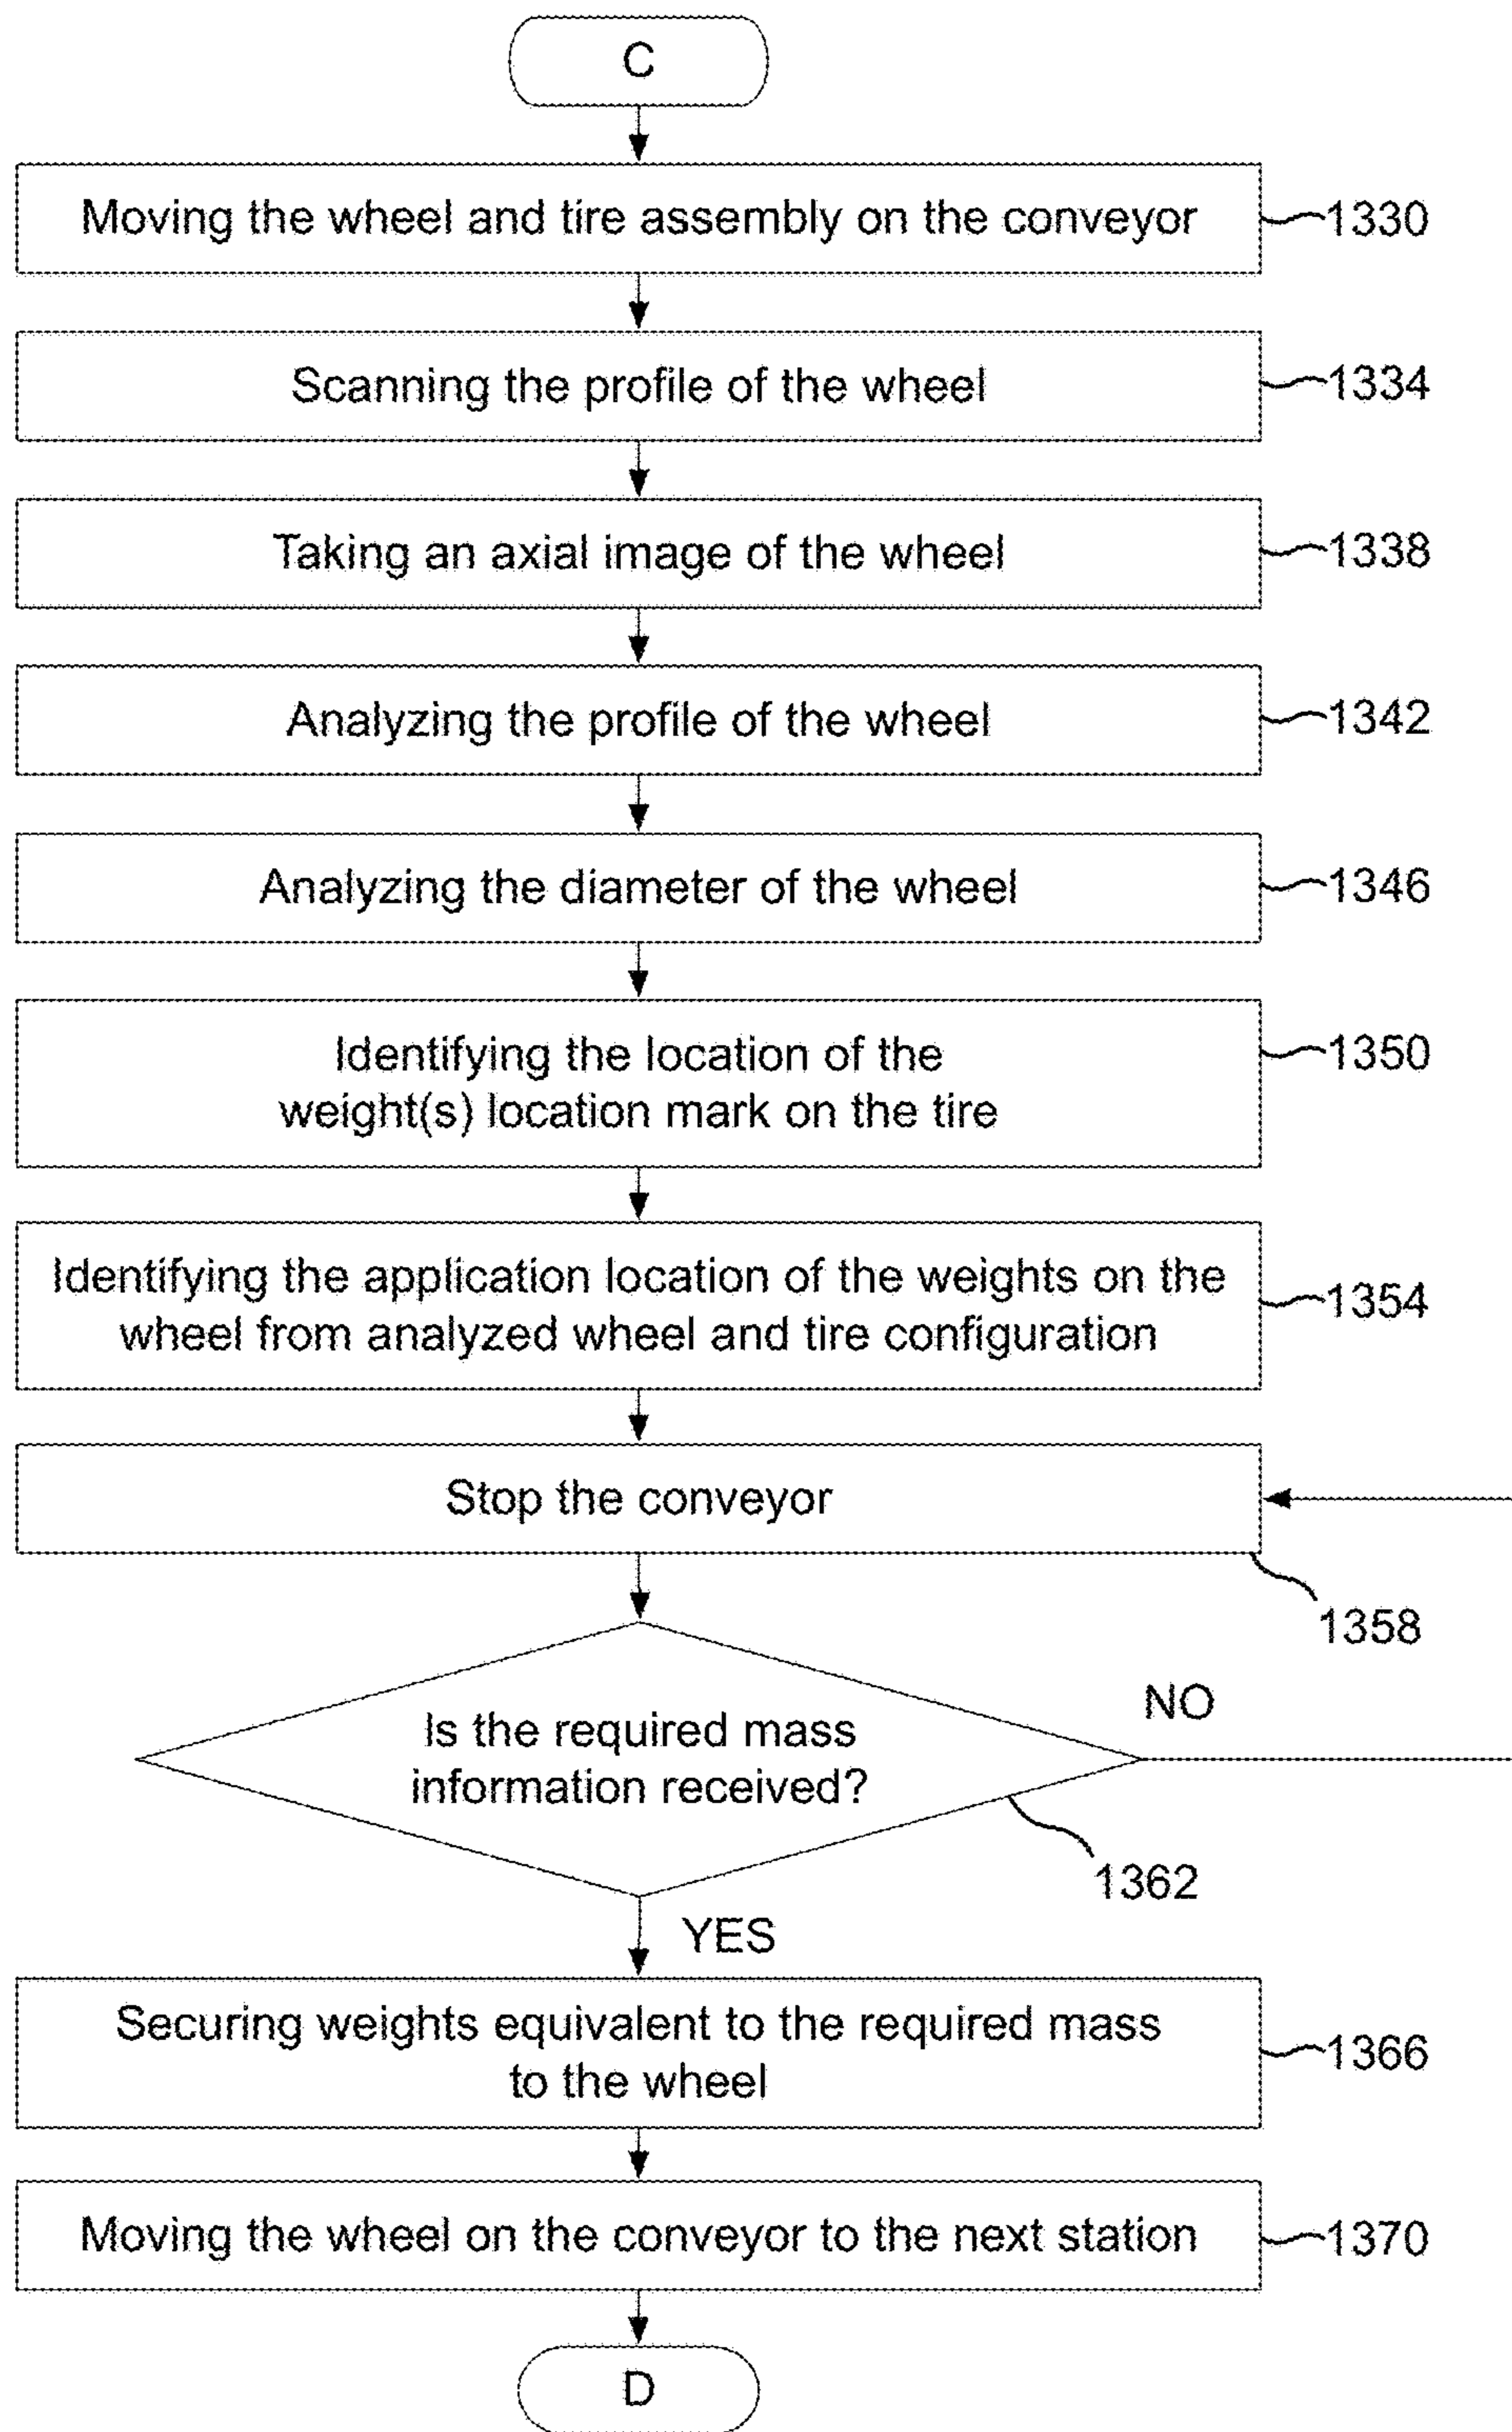 C
Moving the wheel and tire assembly on the conveyor
1330
Scanning the profile of the wheel
1334
Taking an axial image of the wheel
1338
Analyzing the profile of the wheel
1342
Analyzing the diameter of the wheel
1346
Identifying the location of the
weight(s) location mark on the tire
1350
Identifying the application location of the weights on the
wheel from analyzed wheel and tire configuration
1354
Stop the conveyor
1358
Is the required mass
information received?
NO
1362
YES
Securing weights equivalent to the required mass
to the wheel
1366
Moving the wheel on the conveyor to the next station
1370
D